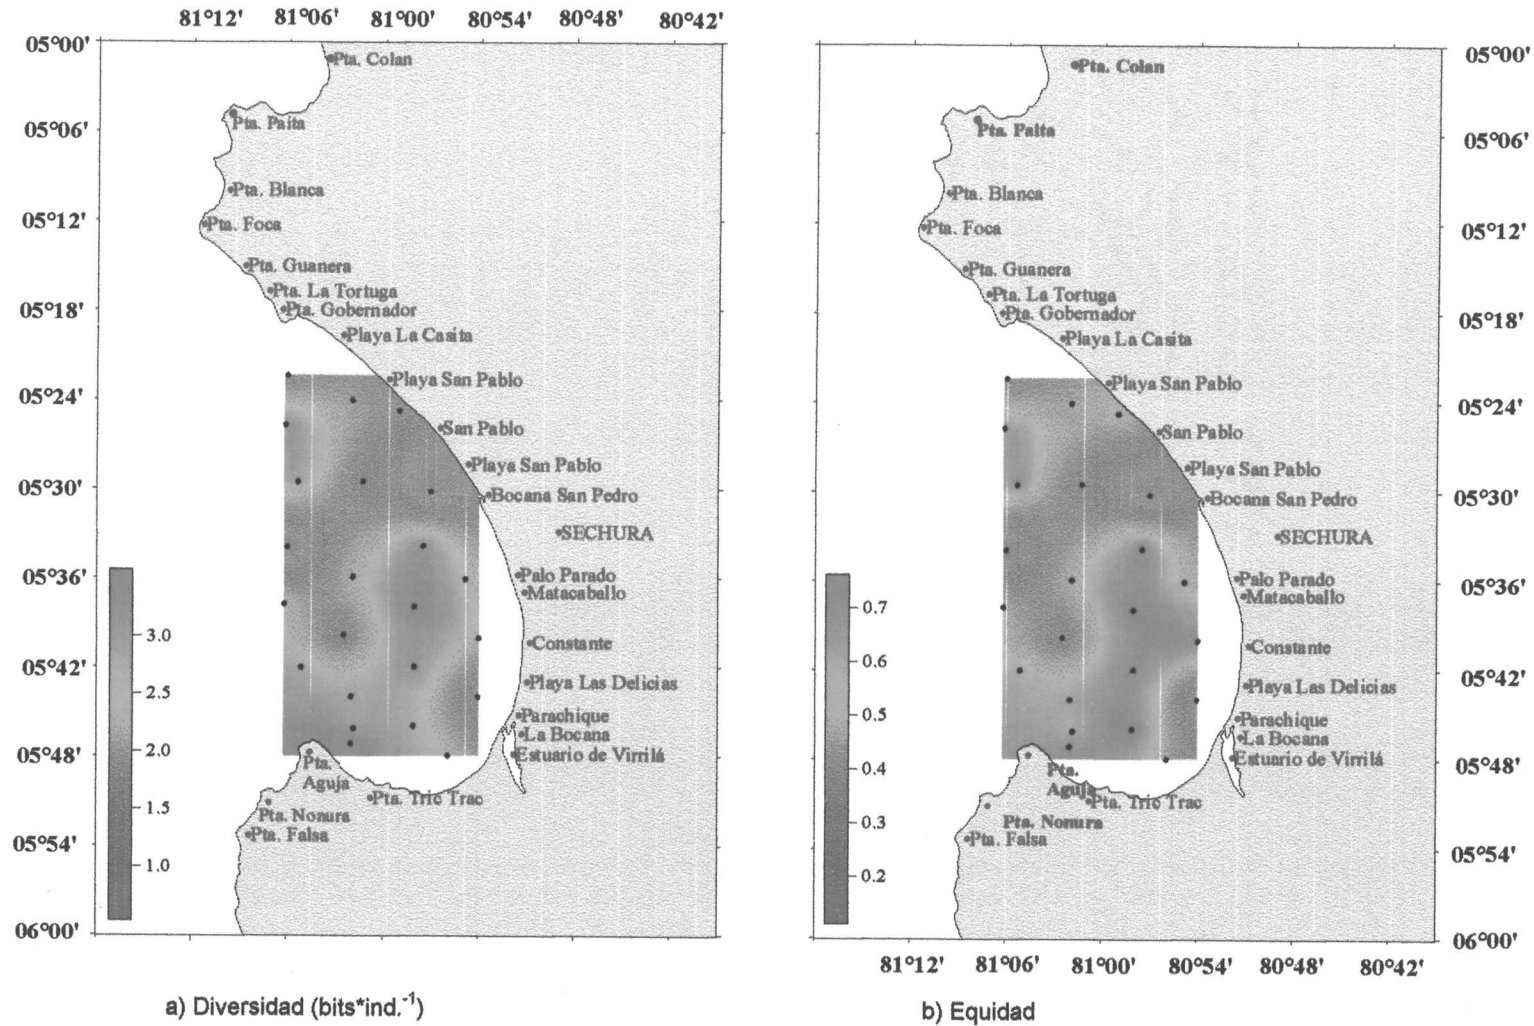 81°12' 81°06' 81°00' 80°54' 80°48' 80°42'
05°00'
05°06'
05°12'
05°18'
05°24'
05°30'
05°36'
05°42'
05°48'
05°54'
06°00'
Pta. Colan
Pta. Paita
Pta. Blanca
Pta. Foca
Pta. Guanera
Pta. La Tortuga
Pta. Gobernador
Playa La Casita
Playa San Pablo
San Pablo
Playa San Pablo
Bocana San Pedro
SECHURA
Palo Parado
Matacaballo
Constante
Playa Las Delicias
Parachique
La Bocana
Estuario de Virrilá
Pta.
Aguja
Pta. Tric Trac
Pta. Nonura
Pta. Falsa
3.0
2.5
2.0
1.5
1.0
a) Diversidad (bits*ind.⁻¹)
Pta. Colan
Pta. Paita
Pta. Blanca
Pta. Foca
Pta. Guanera
Pta. La Tortuga
Pta. Gobernador
Playa La Casita
Playa San Pablo
San Pablo
Playa San Pablo
Bocana San Pedro
SECHURA
Palo Parado
Matacaballo
Constante
Playa Las Delicias
Parachique
La Bocana
Estuario de Virrilá
Pta.
Aguja
Pta. Tric Trac
Pta. Nonura
Pta. Falsa
0.7
0.6
0.5
0.4
0.3
0.2
05°00'
05°06'
05°12'
05°18'
05°24'
05°30'
05°36'
05°42'
05°48'
05°54'
06°00'
81°12' 81°06' 81°00' 80°54' 80°48' 80°42'
b) Equidad